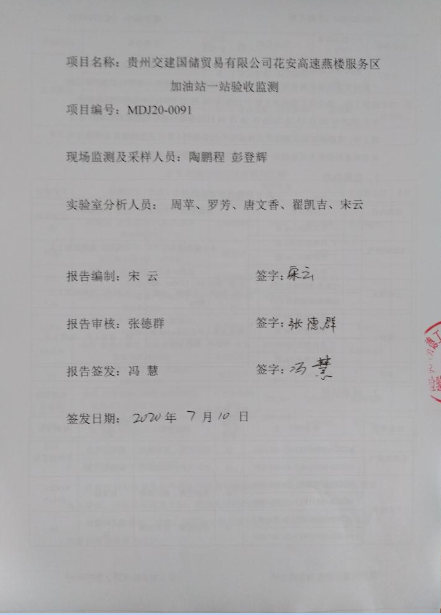 项目名称：贵州交建国储贸易有限公司花安高速燕楼服务区
加油站一站验收监测
项目编号：MDJ20-0091
现场监测及采样人员：陶鹏程 彭登辉
实验室分析人员： 周苹、罗芳、唐文香、翟凯吉、宋云
报告编制：宋 云 签字：宋云
报告审核：张德群 签字：张德群
报告签发：冯 慧 签字：冯慧
签发日期：2020年 7 月 10 日